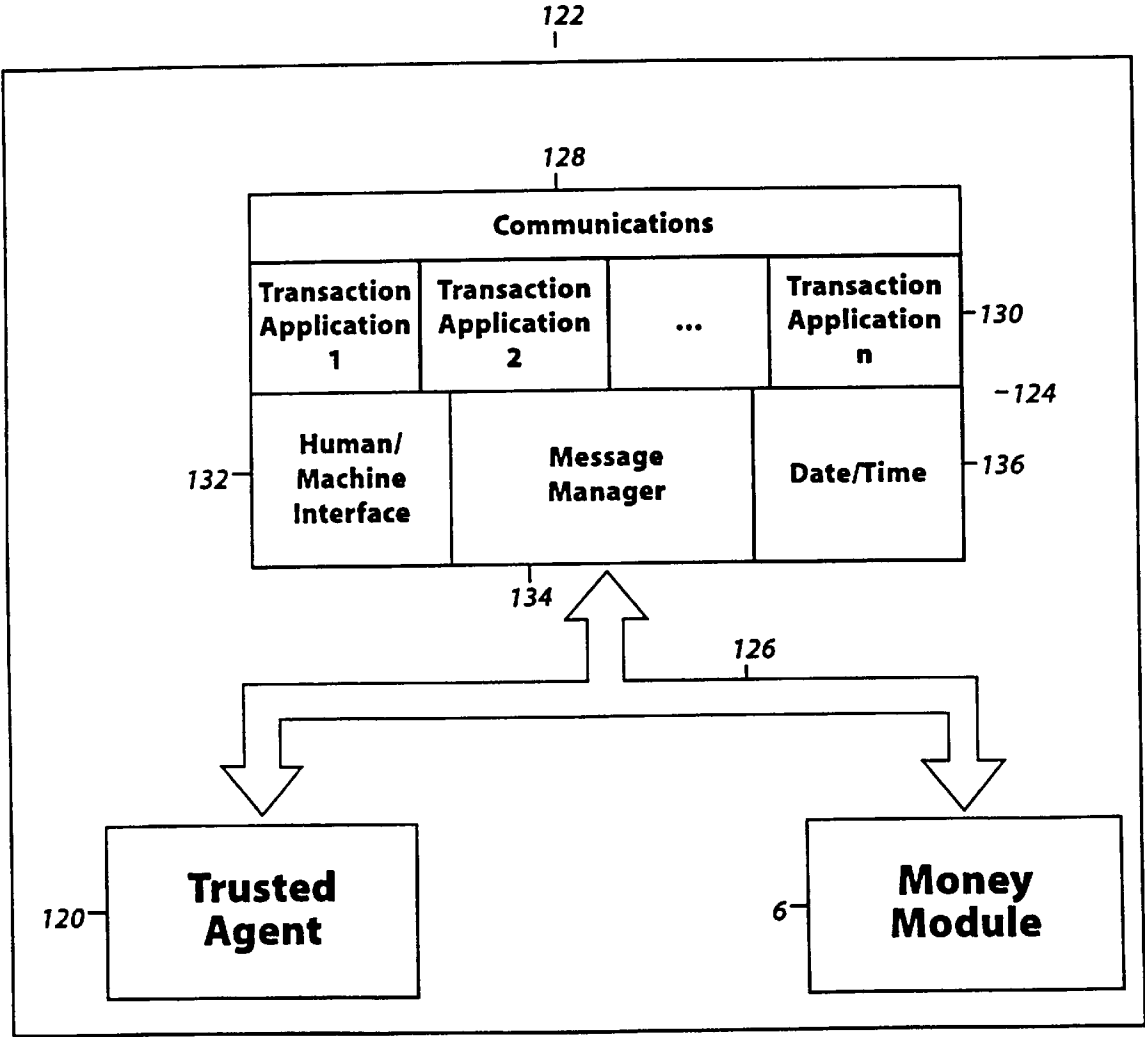 122
128
Communications
Transaction
Application
1
Transaction
Application
2
...
Transaction
Application
n
130
124
132
Human/
Machine
Interface
Message
Manager
Date/Time
136
134
126
120
Trusted
Agent
6
Money
Module